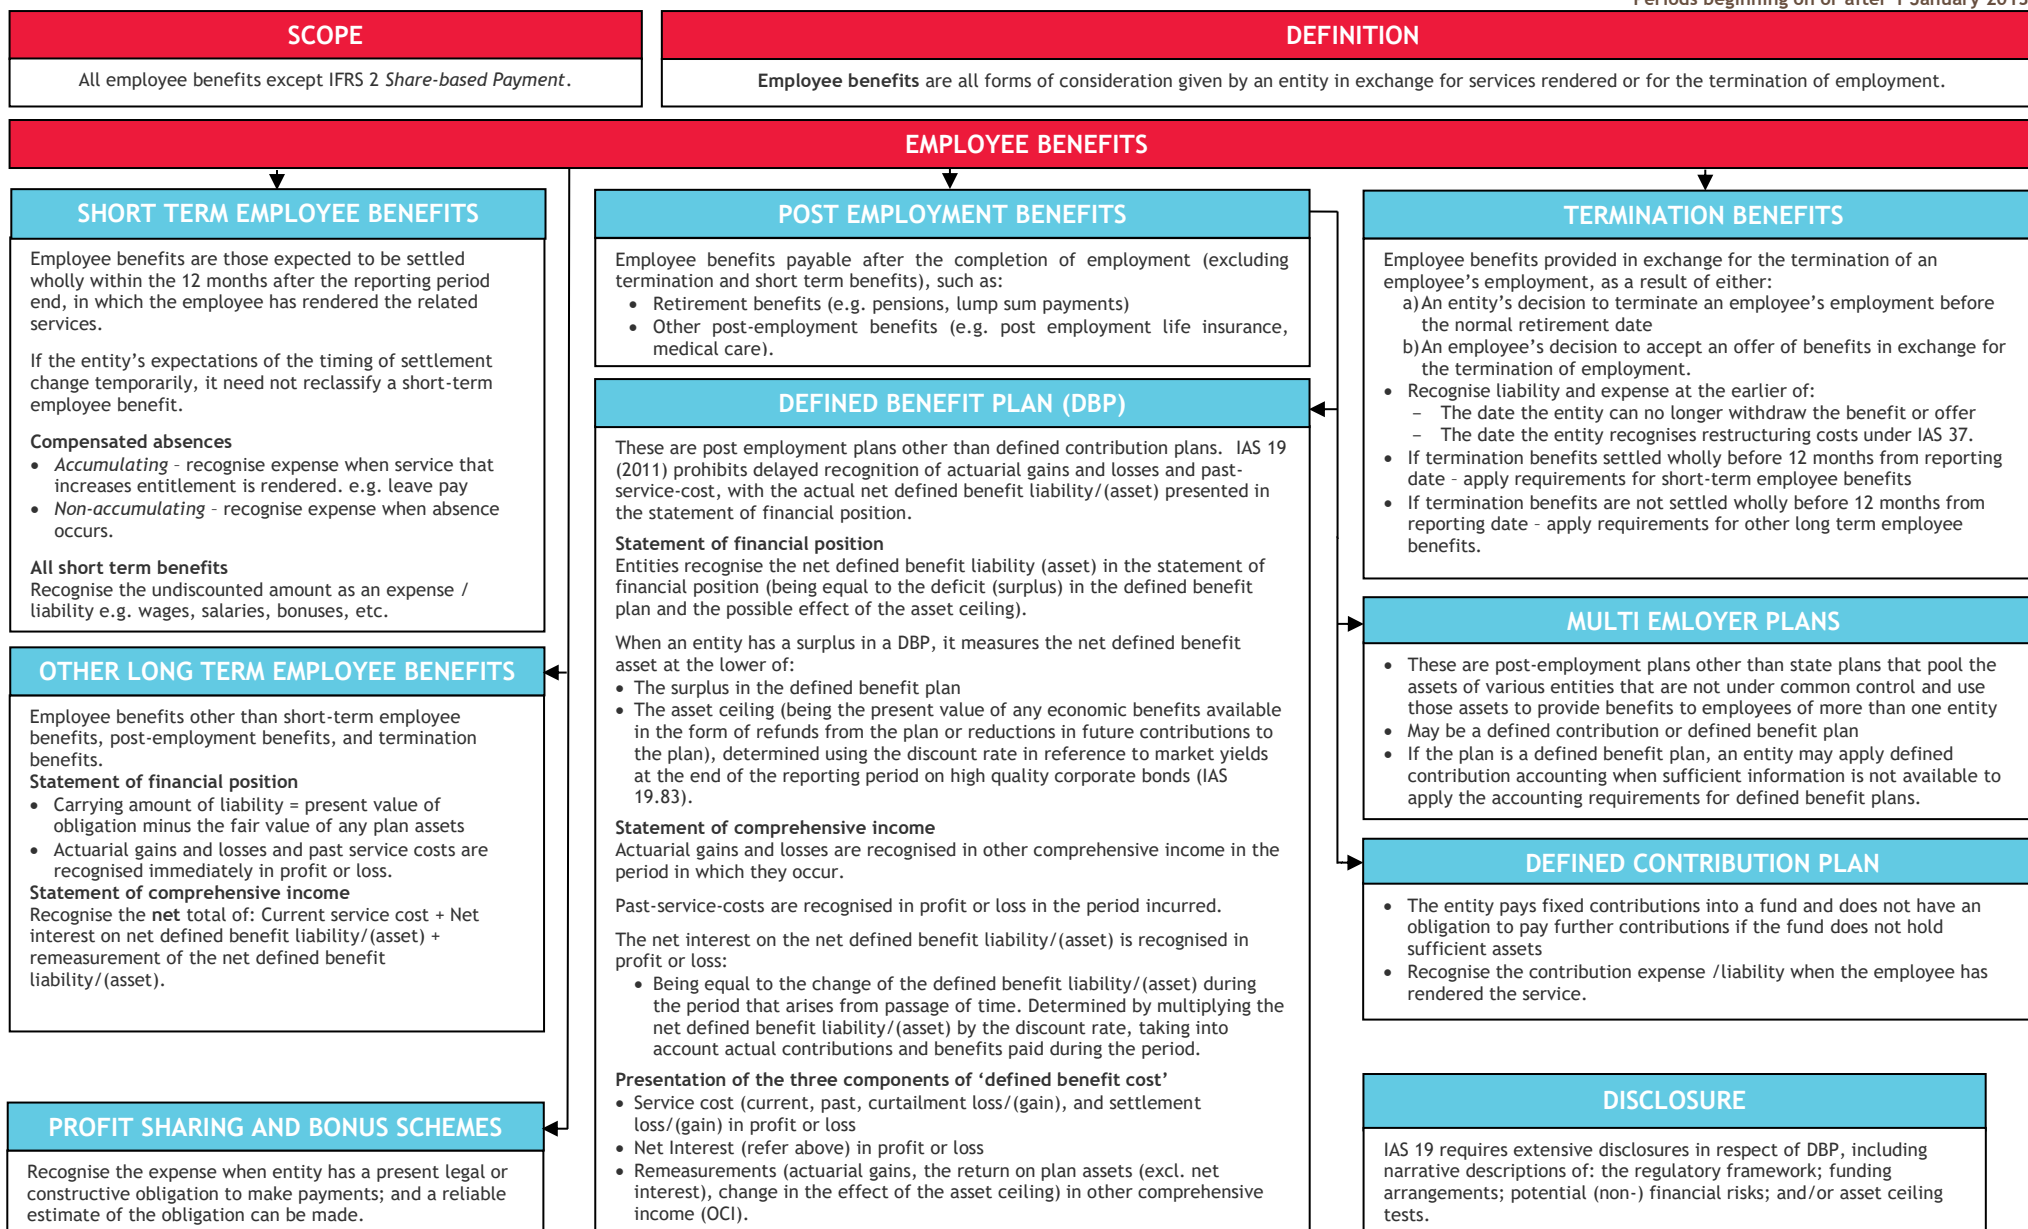 Periods beginning on or after 1 January 2013
SCOPE
All employee benefits except IFRS 2 Share-based Payment.
DEFINITION
Employee benefits are all forms of consideration given by an entity in exchange for services rendered or for the termination of employment.
EMPLOYEE BENEFITS
SHORT TERM EMPLOYEE BENEFITS
Employee benefits are those expected to be settled
wholly within the 12 months after the reporting period
end, in which the employee has rendered the related
services.
If the entity’s expectations of the timing of settlement
change temporarily, it need not reclassify a short-term
employee benefit.
Compensated absences
• Accumulating – recognise expense when service that
increases entitlement is rendered. e.g. leave pay
• Non-accumulating – recognise expense when absence
occurs.
All short term benefits
Recognise the undiscounted amount as an expense /
liability e.g. wages, salaries, bonuses, etc.
OTHER LONG TERM EMPLOYEE BENEFITS
Employee benefits other than short-term employee
benefits, post-employment benefits, and termination
benefits.
Statement of financial position
• Carrying amount of liability = present value of
obligation minus the fair value of any plan assets
• Actuarial gains and losses and past service costs are
recognised immediately in profit or loss.
Statement of comprehensive income
Recognise the net total of: Current service cost + Net
interest on net defined benefit liability/(asset) +
remeasurement of the net defined benefit
liability/(asset).
PROFIT SHARING AND BONUS SCHEMES
Recognise the expense when entity has a present legal or
constructive obligation to make payments; and a reliable
estimate of the obligation can be made.
POST EMPLOYMENT BENEFITS
Employee benefits payable after the completion of employment (excluding
termination and short term benefits), such as:
• Retirement benefits (e.g. pensions, lump sum payments)
• Other post-employment benefits (e.g. post employment life insurance,
medical care).
DEFINED BENEFIT PLAN (DBP)
These are post employment plans other than defined contribution plans. IAS 19
(2011) prohibits delayed recognition of actuarial gains and losses and past-
service-cost, with the actual net defined benefit liability/(asset) presented in
the statement of financial position.
Statement of financial position
Entities recognise the net defined benefit liability (asset) in the statement of
financial position (being equal to the deficit (surplus) in the defined benefit
plan and the possible effect of the asset ceiling).
When an entity has a surplus in a DBP, it measures the net defined benefit
asset at the lower of:
• The surplus in the defined benefit plan
• The asset ceiling (being the present value of any economic benefits available
in the form of refunds from the plan or reductions in future contributions to
the plan), determined using the discount rate in reference to market yields
at the end of the reporting period on high quality corporate bonds (IAS
19.83).
Statement of comprehensive income
Actuarial gains and losses are recognised in other comprehensive income in the
period in which they occur.
Past-service-costs are recognised in profit or loss in the period incurred.
The net interest on the net defined benefit liability/(asset) is recognised in
profit or loss:
• Being equal to the change of the defined benefit liability/(asset) during
the period that arises from passage of time. Determined by multiplying the
net defined benefit liability/(asset) by the discount rate, taking into
account actual contributions and benefits paid during the period.
Presentation of the three components of ‘defined benefit cost’
• Service cost (current, past, curtailment loss/(gain), and settlement
loss/(gain) in profit or loss
• Net Interest (refer above) in profit or loss
• Remeasurements (actuarial gains, the return on plan assets (excl. net
interest), change in the effect of the asset ceiling) in other comprehensive
income (OCI).
TERMINATION BENEFITS
Employee benefits provided in exchange for the termination of an
employee’s employment, as a result of either:
a)An entity’s decision to terminate an employee’s employment before
the normal retirement date
b)An employee’s decision to accept an offer of benefits in exchange for
the termination of employment.
• Recognise liability and expense at the earlier of:
– The date the entity can no longer withdraw the benefit or offer
– The date the entity recognises restructuring costs under IAS 37.
• If termination benefits settled wholly before 12 months from reporting
date – apply requirements for short-term employee benefits
• If termination benefits are not settled wholly before 12 months from
reporting date – apply requirements for other long term employee
benefits.
MULTI EMLOYER PLANS
• These are post-employment plans other than state plans that pool the
assets of various entities that are not under common control and use
those assets to provide benefits to employees of more than one entity
• May be a defined contribution or defined benefit plan
• If the plan is a defined benefit plan, an entity may apply defined
contribution accounting when sufficient information is not available to
apply the accounting requirements for defined benefit plans.
DEFINED CONTRIBUTION PLAN
• The entity pays fixed contributions into a fund and does not have an
obligation to pay further contributions if the fund does not hold
sufficient assets
• Recognise the contribution expense /liability when the employee has
rendered the service.
DISCLOSURE
IAS 19 requires extensive disclosures in respect of DBP, including
narrative descriptions of: the regulatory framework; funding
arrangements; potential (non-) financial risks; and/or asset ceiling
tests.